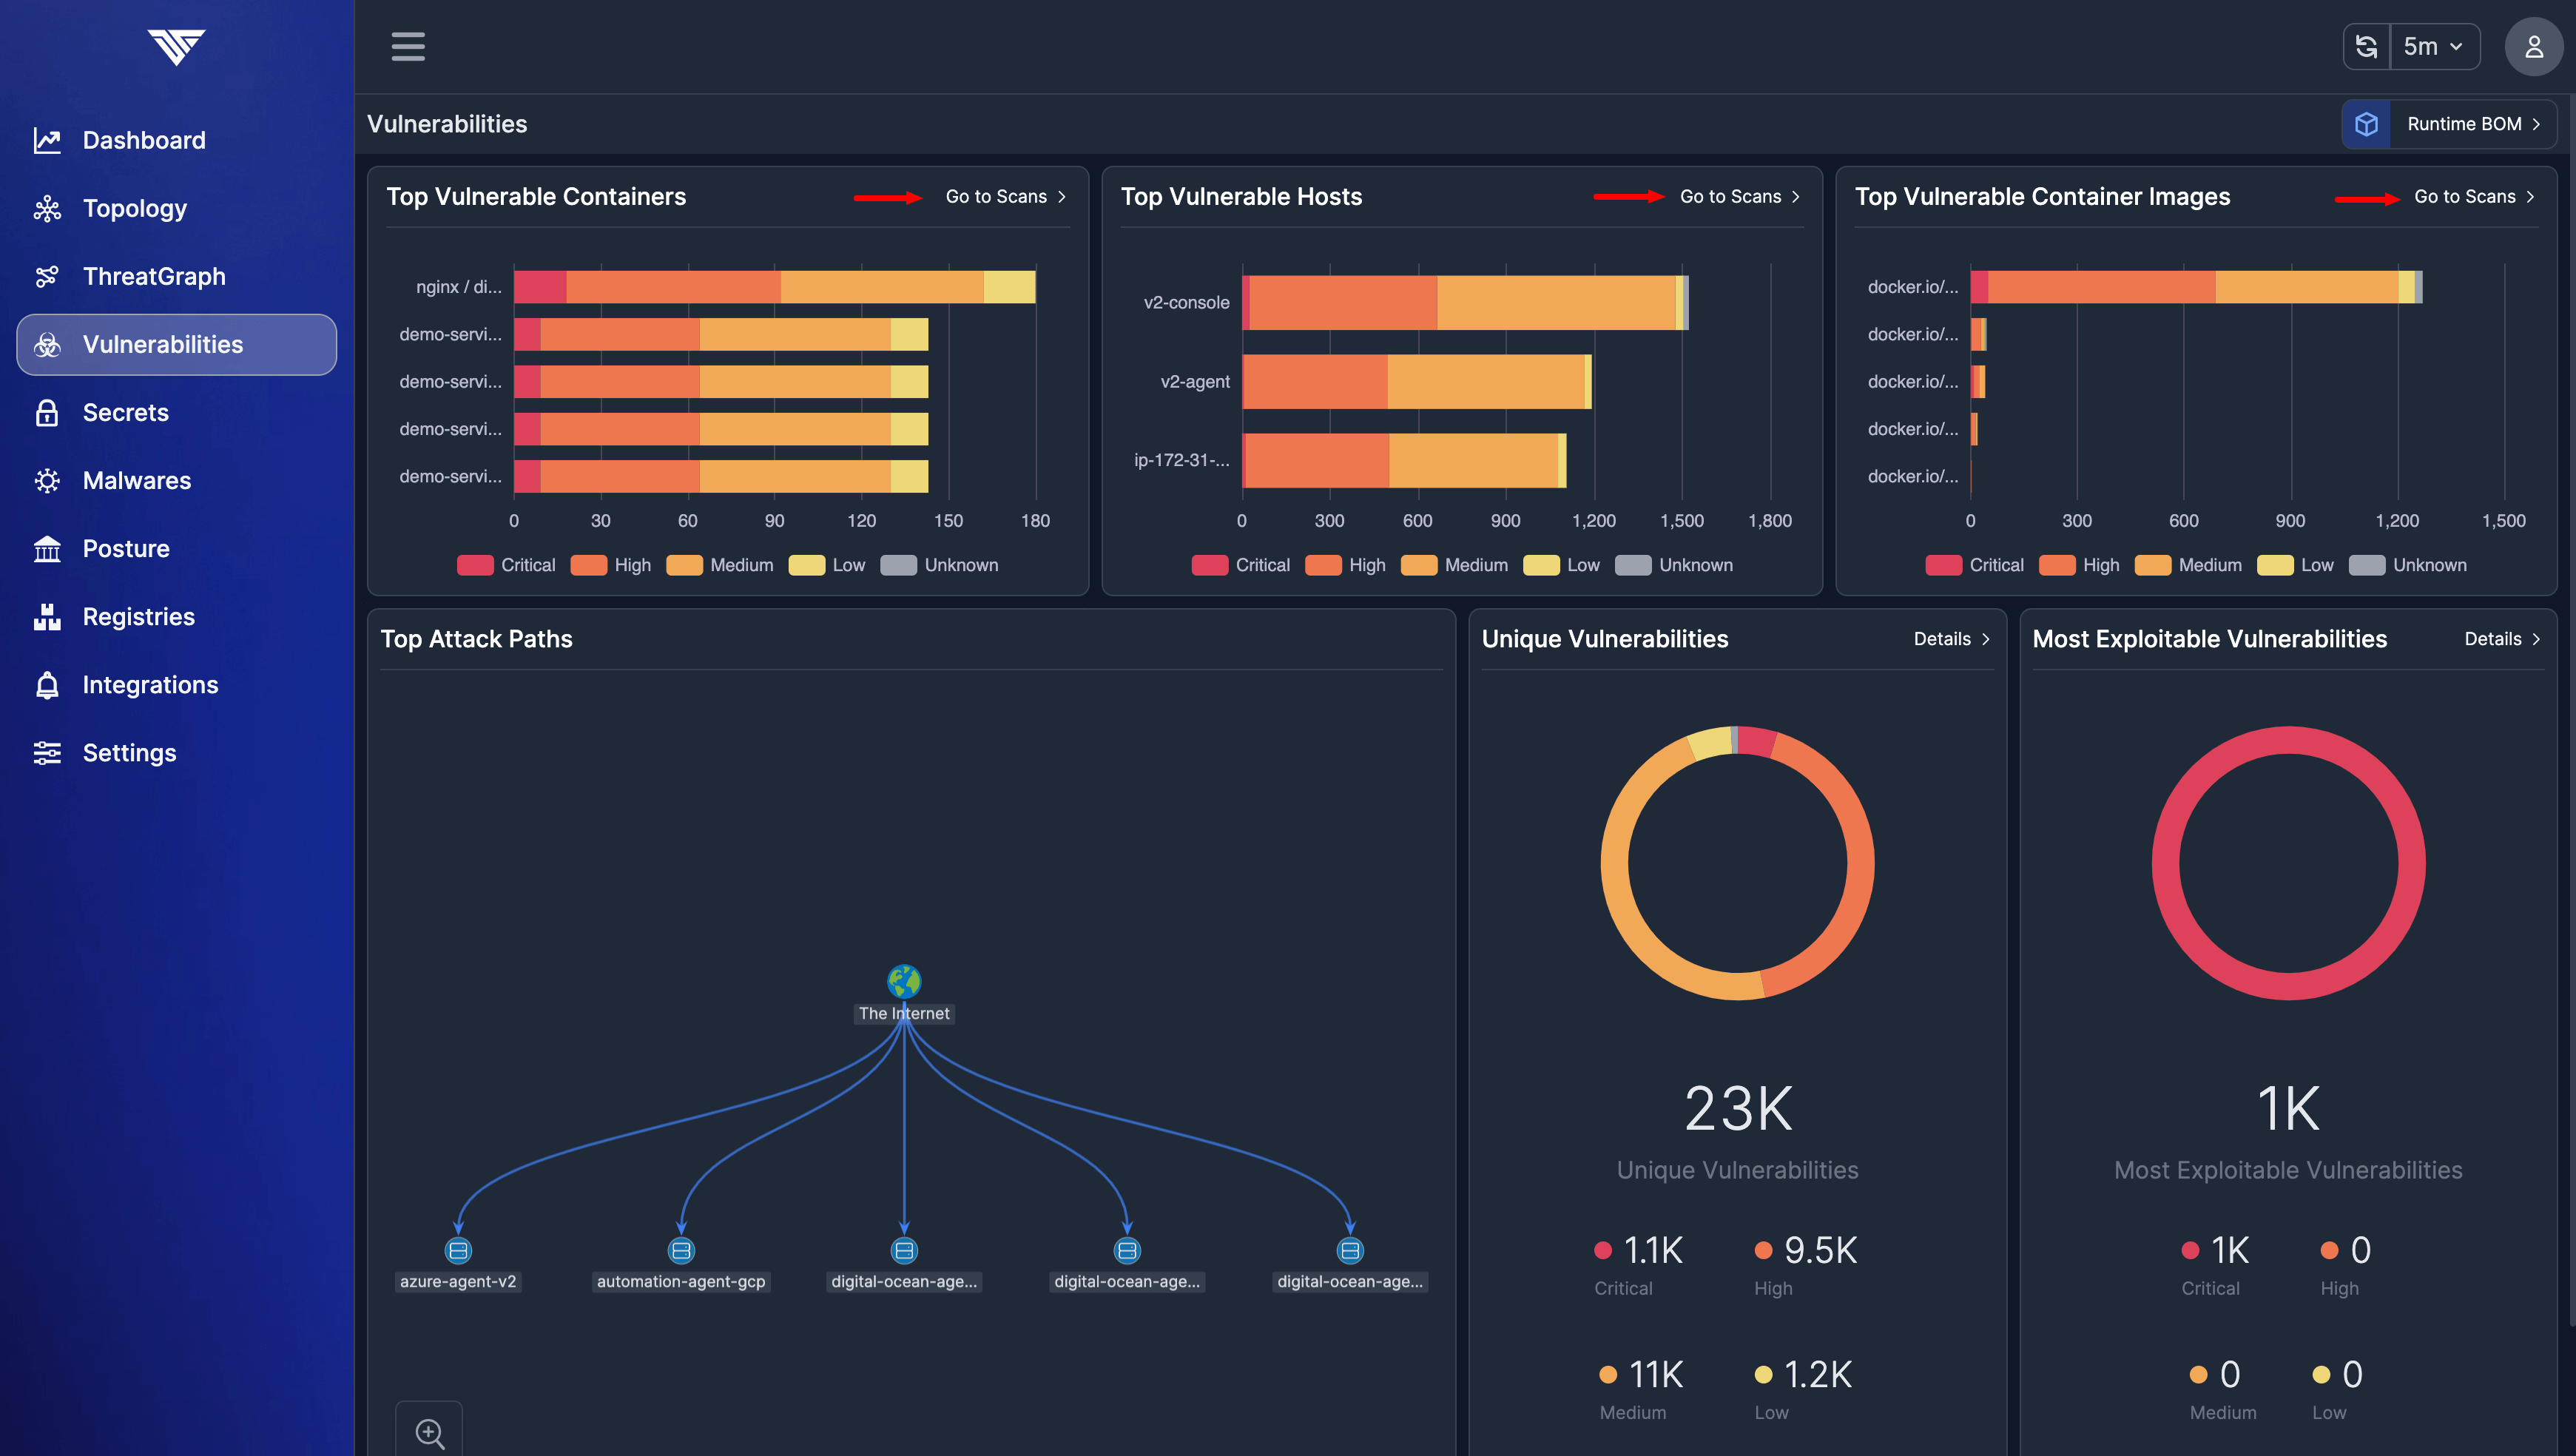 5m
Dashboard
Topology
ThreatGraph
Vulnerabilities
Secrets
Malwares
Posture
Registries
Integrations
Settings
Vulnerabilities
Runtime BOM
Top Vulnerable Containers
Go to Scans
nginx / di...
demo-servi...
demo-servi...
demo-servi...
demo-servi...
0 30 60 90 120 150 180
Critical High Medium Low Unknown
Top Vulnerable Hosts
Go to Scans
v2-console
v2-agent
ip-172-31-...
0 300 600 900 1,200 1,500 1,800
Critical High Medium Low Unknown
Top Vulnerable Container Images
Go to Scans
docker.io/...
docker.io/...
docker.io/...
docker.io/...
docker.io/...
0 300 600 900 1,200 1,500
Critical High Medium Low Unknown
Top Attack Paths
The Internet
azure-agent-v2
automation-agent-gcp
digital-ocean-age...
digital-ocean-age...
digital-ocean-age...
Unique Vulnerabilities
Details
23K
Unique Vulnerabilities
1.1K
Critical
9.5K
High
11K
Medium
1.2K
Low
Most Exploitable Vulnerabilities
Details
1K
Most Exploitable Vulnerabilities
1K
Critical
0
High
0
Medium
0
Low